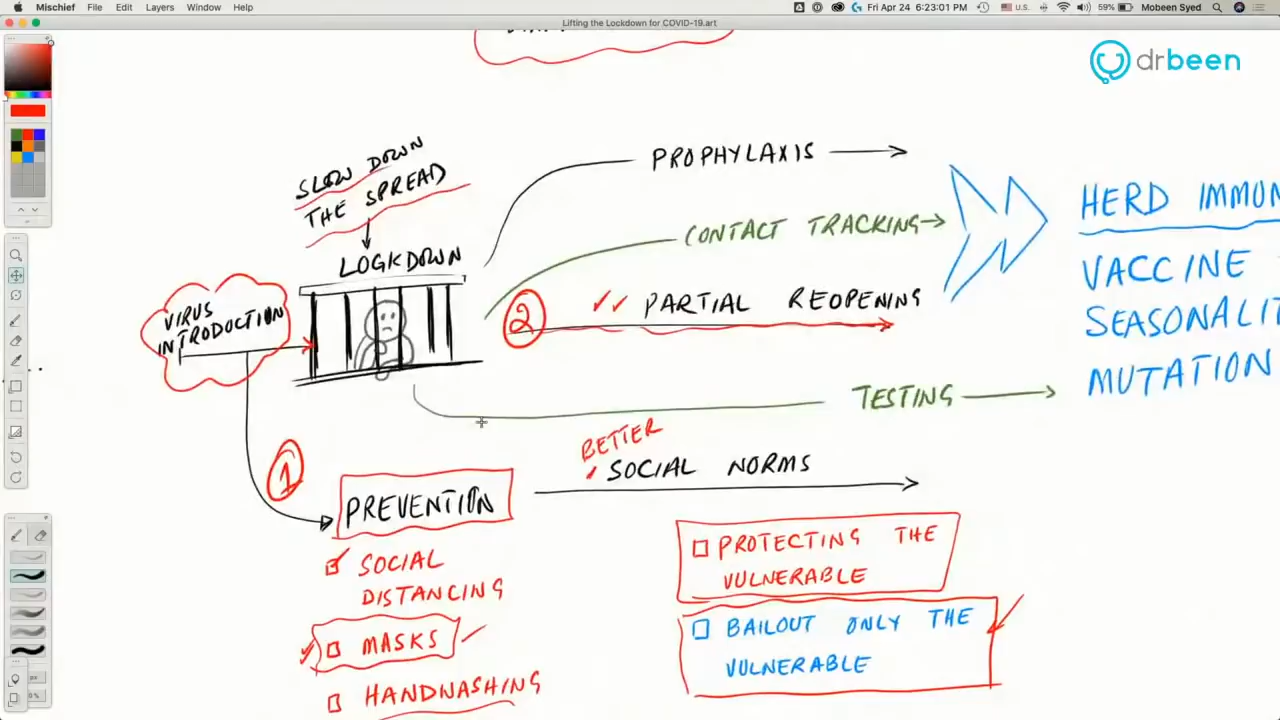 Mischief File Edit Layers Window Help
U.S. 59% Fri Apr 24 6:23:01 PM Mobeen Syed
Lifting the Lockdown for COVID-19.art
drbeen
SLOW DOWN
THE SPREAD
LOCKDOWN
VIRUS
INTRODUCTION
PROPHYLAXIS
CONTACT TRACKING
2
PARTIAL REOPENING
TESTING
HERD IMMUN
VACCINE
SEASONALIT
MUTATION
1
PREVENTION
BETTER
SOCIAL NORMS
SOCIAL
DISTANCING
MASKS
HANDWASHING
PROTECTING THE
VULNERABLE
BAILOUT ONLY THE
VULNERABLE